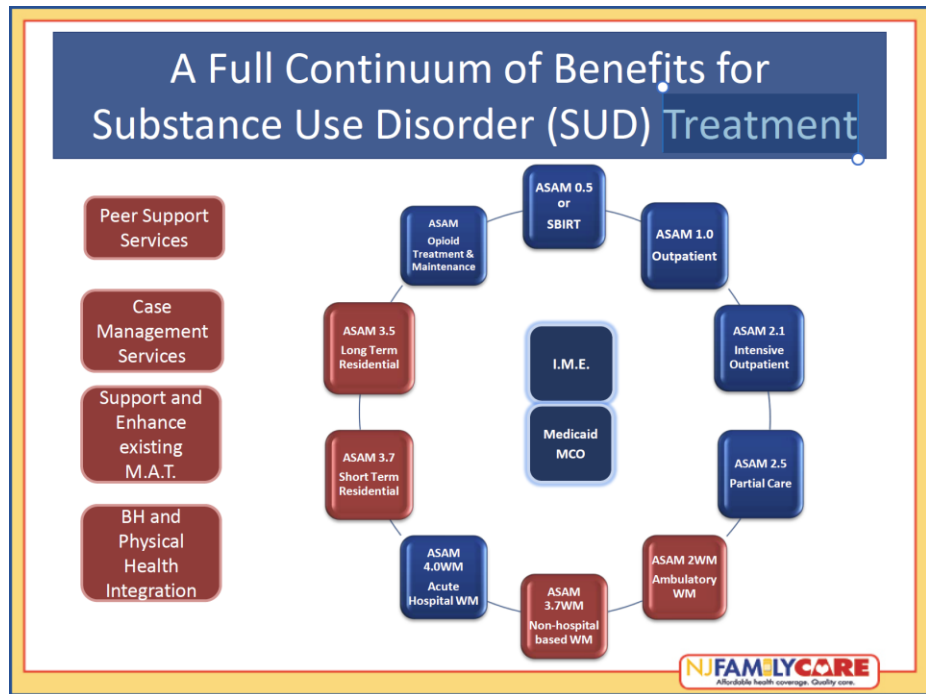 A Full Continuum of Benefits for
Substance Use Disorder (SUD) Treatment
Peer Support
Services
Case
Management
Services
Support and
Enhance
existing
M.A.T.
BH and
Physical
Health
Integration
ASAM 0.5
or
SBIRT
ASAM 1.0
Outpatient
ASAM 2.1
Intensive
Outpatient
ASAM 2.5
Partial Care
ASAM 2WM
Ambulatory
WM
ASAM
3.7WM
Non-hospital
based WM
ASAM
4.0WM
Acute
Hospital WM
ASAM 3.7
Short Term
Residential
ASAM 3.5
Long Term
Residential
ASAM
Opioid
Treatment &
Maintenance
I.M.E.
Medicaid
MCO
NJFAMILYCARE
Affordable health coverage. Quality care.